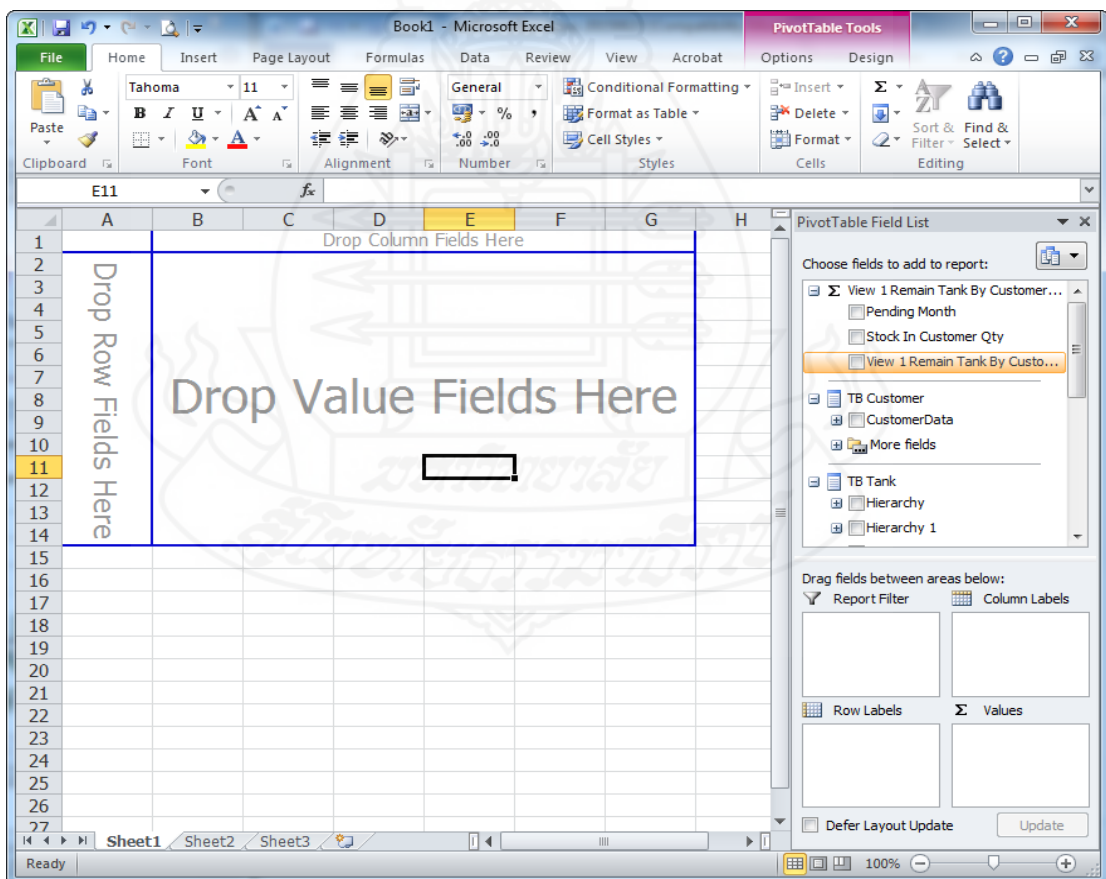 Book1 - Microsoft Excel
PivotTable Tools
File Home Insert Page Layout Formulas Data Review View Acrobat Options Design
Paste
Tahoma 11
B I U
General
% ,
Conditional Formatting
Format as Table
Cell Styles
Insert
Delete
Format
Σ
Sort & Filter
Find & Select
Clipboard Font Alignment Number Styles Cells Editing
E11 fx
A B C D E F G H
1
2
3
4
5
6
7
8
9
10
11
12
13
14
15
16
17
18
19
20
21
22
23
24
25
26
27
Drop Column Fields Here
Drop Row Fields Here
Drop Value Fields Here
PivotTable Field List
Choose fields to add to report:
Σ View 1 Remain Tank By Customer...
Pending Month
Stock In Customer Qty
View 1 Remain Tank By Custo...
TB Customer
CustomerData
More fields
TB Tank
Hierarchy
Hierarchy 1
Drag fields between areas below:
Report Filter Column Labels
Row Labels Σ Values
Defer Layout Update Update
Sheet1 Sheet2 Sheet3
Ready 100%